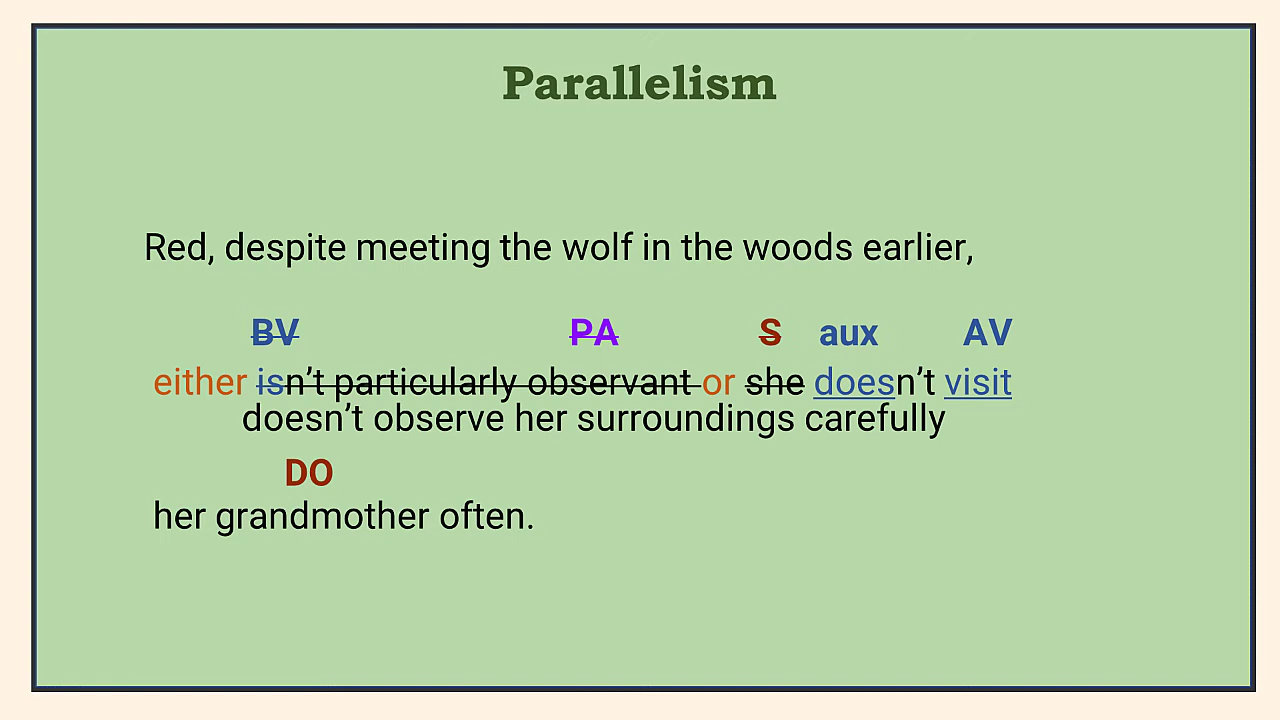 Parallelism
Red, despite meeting the wolf in the woods earlier,
BV PA S aux AV
either isn’t particularly observant or she doesn’t visit
doesn’t observe her surroundings carefully
DO
her grandmother often.